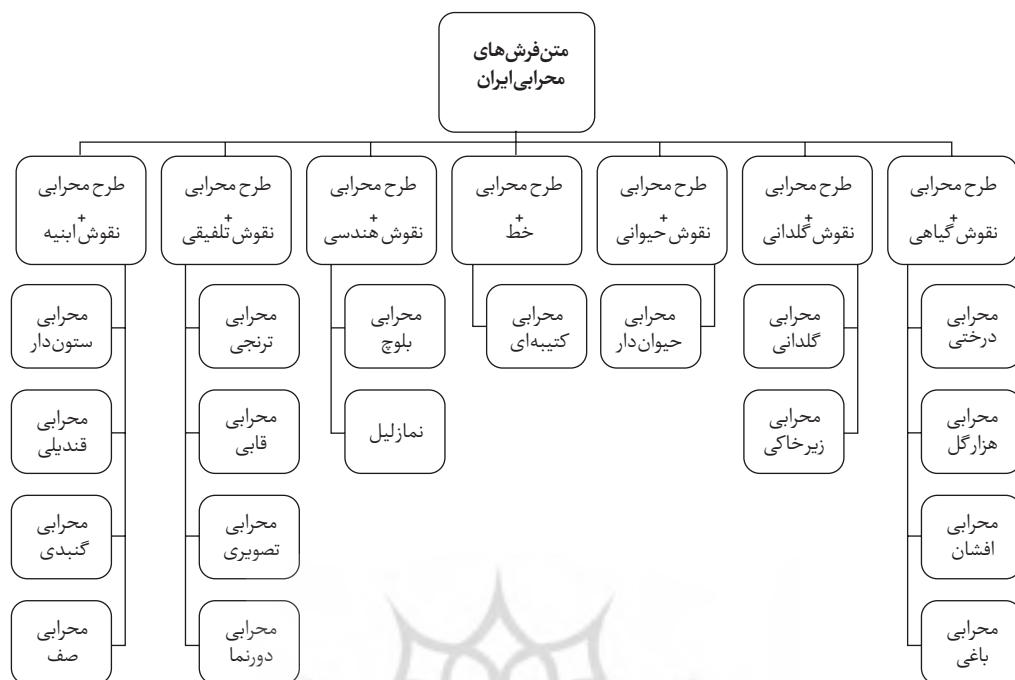 متن‌فرش‌های
محرابی‌ایران
طرح محرابی
+
نقوش گیاهی
طرح محرابی
+
نقوش گلدانی
طرح محرابی
+
نقوش حیوانی
طرح محرابی
+
خط
طرح محرابی
+
نقوش هندسی
طرح محرابی
+
نقوش تلفیقی
طرح محرابی
+
نقوش ابنیه
محرابی
درختی
محرابی
هزارگل
محرابی
افشان
محرابی
باغی
محرابی
گلدانی
محرابی
زیرخاکی
محرابی
حیوان‌دار
محرابی
کتیبه‌ای
محرابی
بلوچ
نمازلیل
محرابی
ترنجی
محرابی
قابی
محرابی
تصویری
محرابی
دورنما
محرابی
ستون‌دار
محرابی
قندیلی
محرابی
گنبدی
محرابی
صف